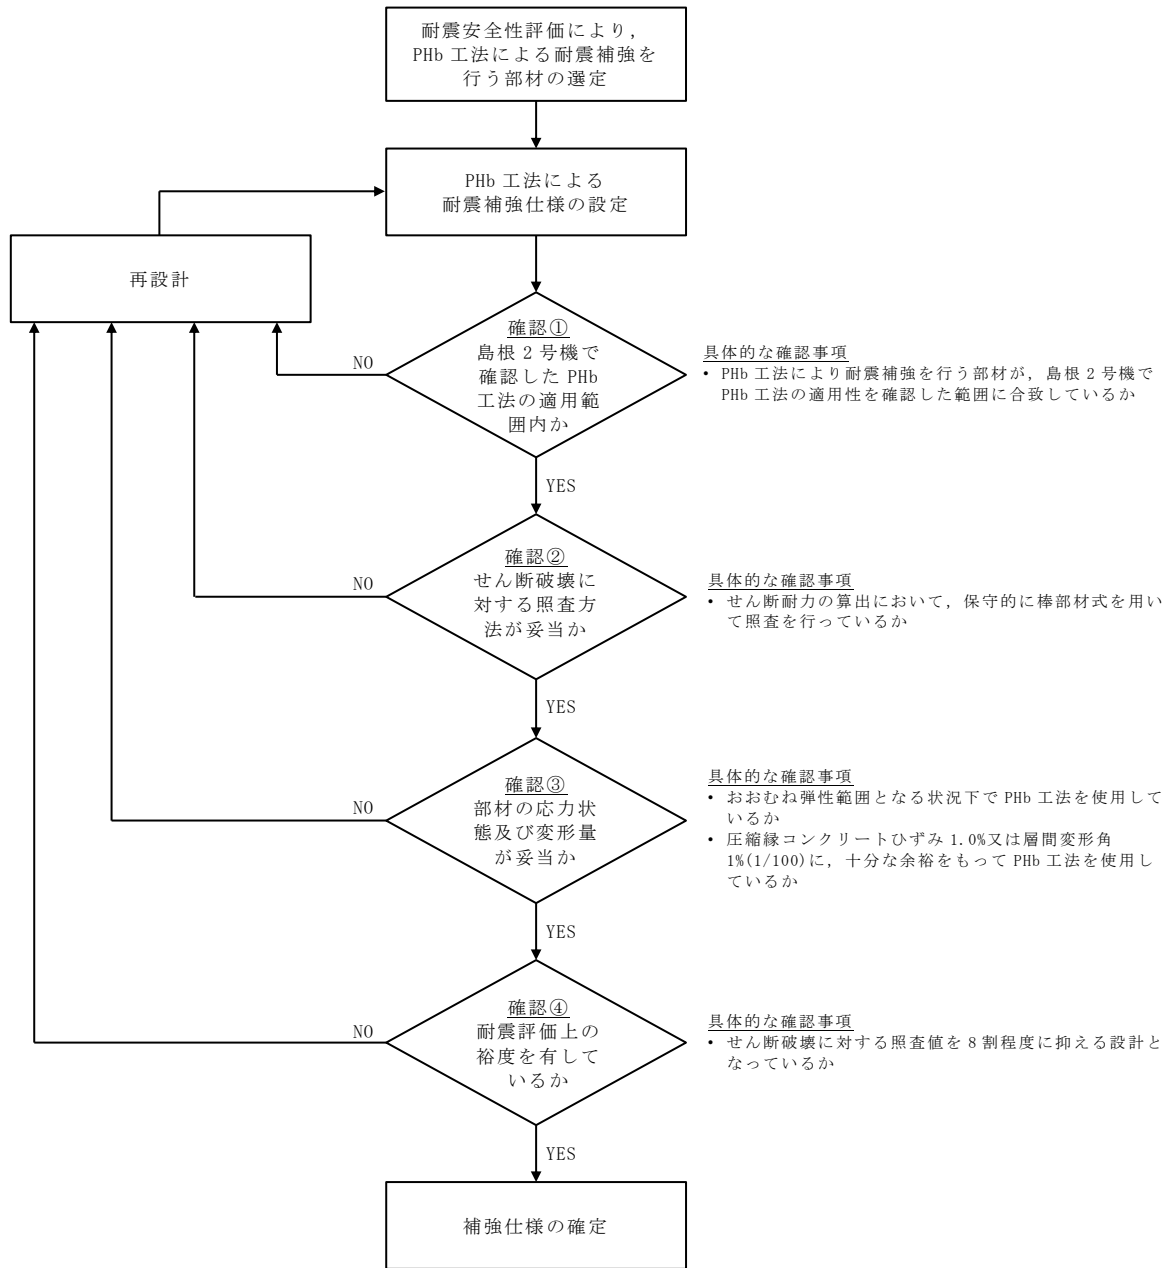 耐震安全性評価により，
PHb 工法による耐震補強を
行う部材の選定
PHb 工法による
耐震補強仕様の設定
再設計
確認①
島根 2 号機で
確認した PHb
工法の適用範
囲内か
NO
YES
具体的な確認事項
• PHb 工法により耐震補強を行う部材が，島根 2 号機で
PHb 工法の適用性を確認した範囲に合致しているか
確認②
せん断破壊に
対する照査方
法が妥当か
NO
YES
具体的な確認事項
• せん断耐力の算出において，保守的に棒部材式を用い
て照査を行っているか
確認③
部材の応力状
態及び変形量
が妥当か
NO
YES
具体的な確認事項
• おおむね弾性範囲となる状況下で PHb 工法を使用して
いるか
• 圧縮縁コンクリートひずみ 1.0%又は層間変形角
1%(1/100)に，十分な余裕をもって PHb 工法を使用し
ているか
確認④
耐震評価上の
裕度を有して
いるか
NO
YES
具体的な確認事項
• せん断破壊に対する照査値を 8 割程度に抑える設計と
なっているか
補強仕様の確定